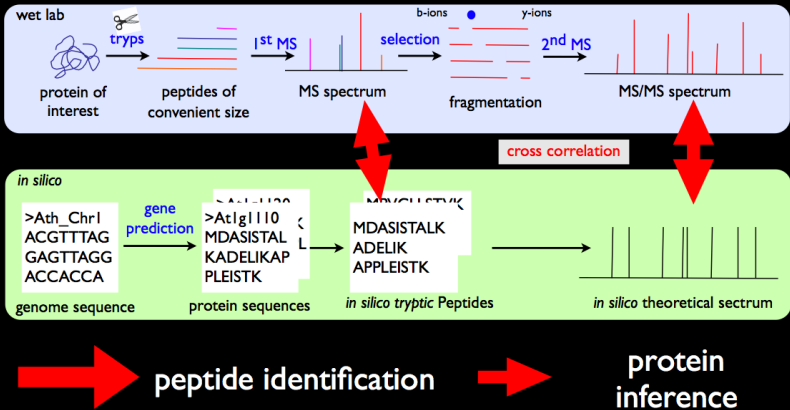 wet lab
tryps
1st MS
selection
b-ions
y-ions
2nd MS
protein of
interest
peptides of
convenient size
MS spectrum
fragmentation
MS/MS spectrum
cross correlation
in silico
>Ath_Chr1
ACGTTTAG
GAGTTAGG
ACCACCA
genome sequence
gene
prediction
>At1g1110
MDASISTAL
KADELIKAP
PLEISTK
protein sequences
MDASISTALK
ADELIK
APPLEISTK
in silico tryptic Peptides
in silico theoretical sectrum
peptide identification
protein
inference